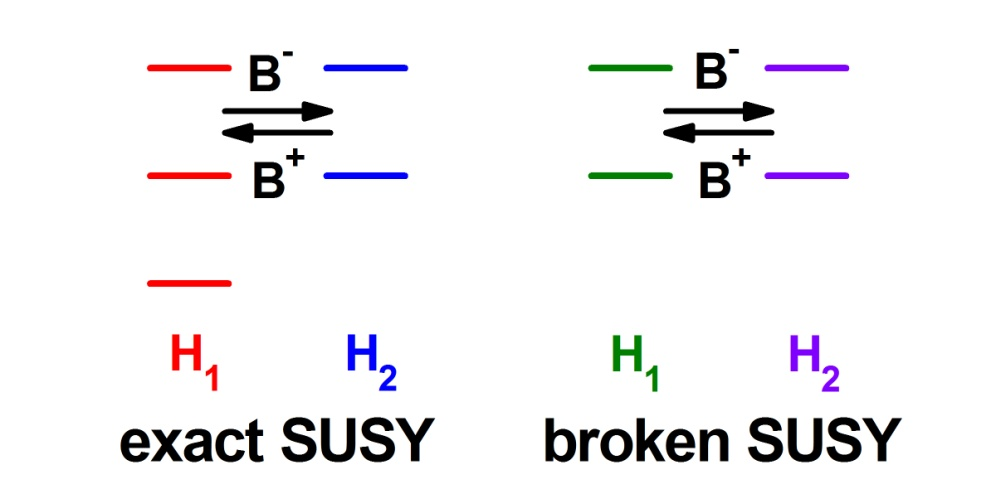 B⁻ B⁻
B⁺ B⁺
H₁ H₂ H₁ H₂
exact SUSY broken SUSY